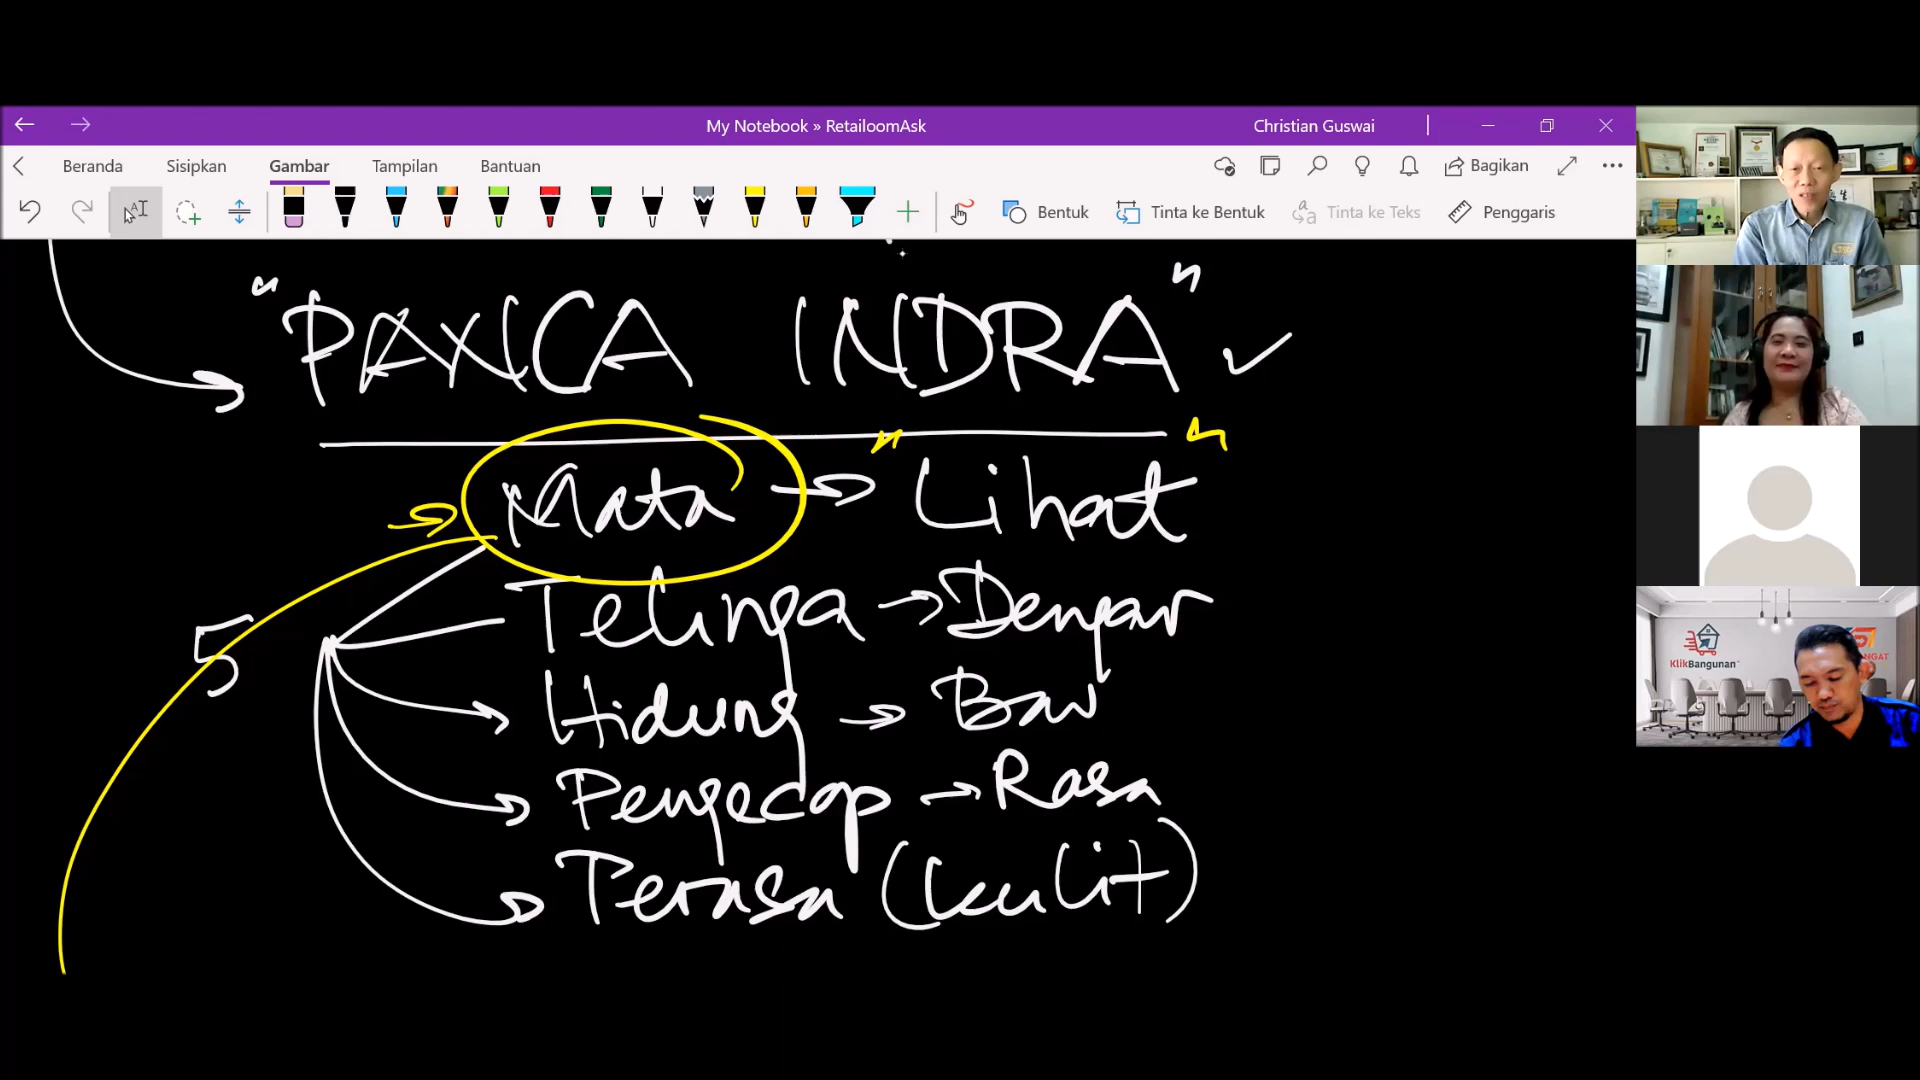 My Notebook » RetailoomAsk
Christian Guswai
Beranda Sisipkan Gambar Tampilan Bantuan
Bagikan
Bentuk Tinta ke Bentuk Tinta ke Teks Penggaris
"PANCA INDRA" ✓
Mata → "Lihat"
5
Telinga → Dengar
Hidung → Bau
Pengecap → Rasa
Terasa (kulit)
KlikBangunan